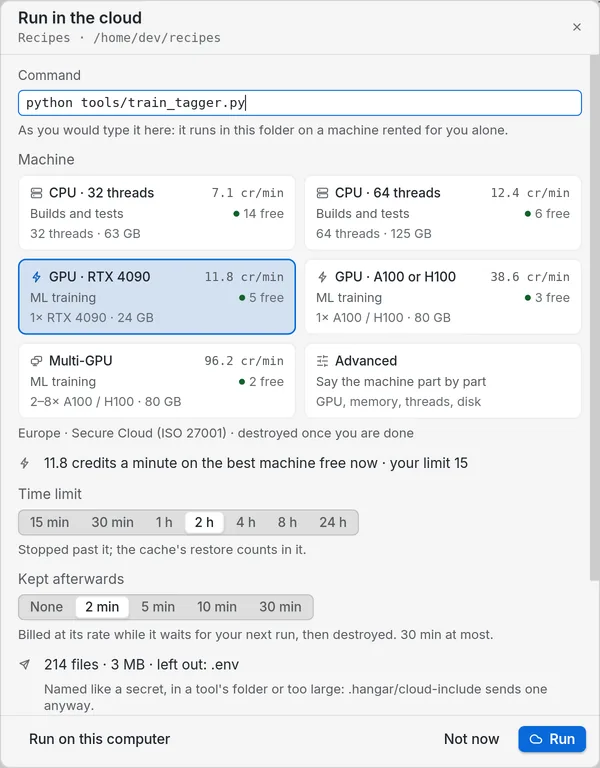 Run in the cloud
Recipes · /home/dev/recipes
Command
python tools/train_tagger.py
As you would type it here: it runs in this folder on a machine rented for you alone.
Machine
CPU · 32 threads 7.1 cr/min
Builds and tests 14 free
32 threads · 63 GB
CPU · 64 threads 12.4 cr/min
Builds and tests 6 free
64 threads · 125 GB
GPU · RTX 4090 11.8 cr/min
ML training 5 free
1× RTX 4090 · 24 GB
GPU · A100 or H100 38.6 cr/min
ML training 3 free
1× A100 / H100 · 80 GB
Multi-GPU 96.2 cr/min
ML training 2 free
2–8× A100 / H100 · 80 GB
Advanced
Say the machine part by part
GPU, memory, threads, disk
Europe · Secure Cloud (ISO 27001) · destroyed once you are done
11.8 credits a minute on the best machine free now · your limit 15
Time limit
15 min 30 min 1 h 2 h 4 h 8 h 24 h
Stopped past it; the cache's restore counts in it.
Kept afterwards
None 2 min 5 min 10 min 30 min
Billed at its rate while it waits for your next run, then destroyed. 30 min at most.
214 files · 3 MB · left out: .env
Named like a secret, in a tool's folder or too large: .hangar/cloud-include sends one
anyway.
Run on this computer Not now Run